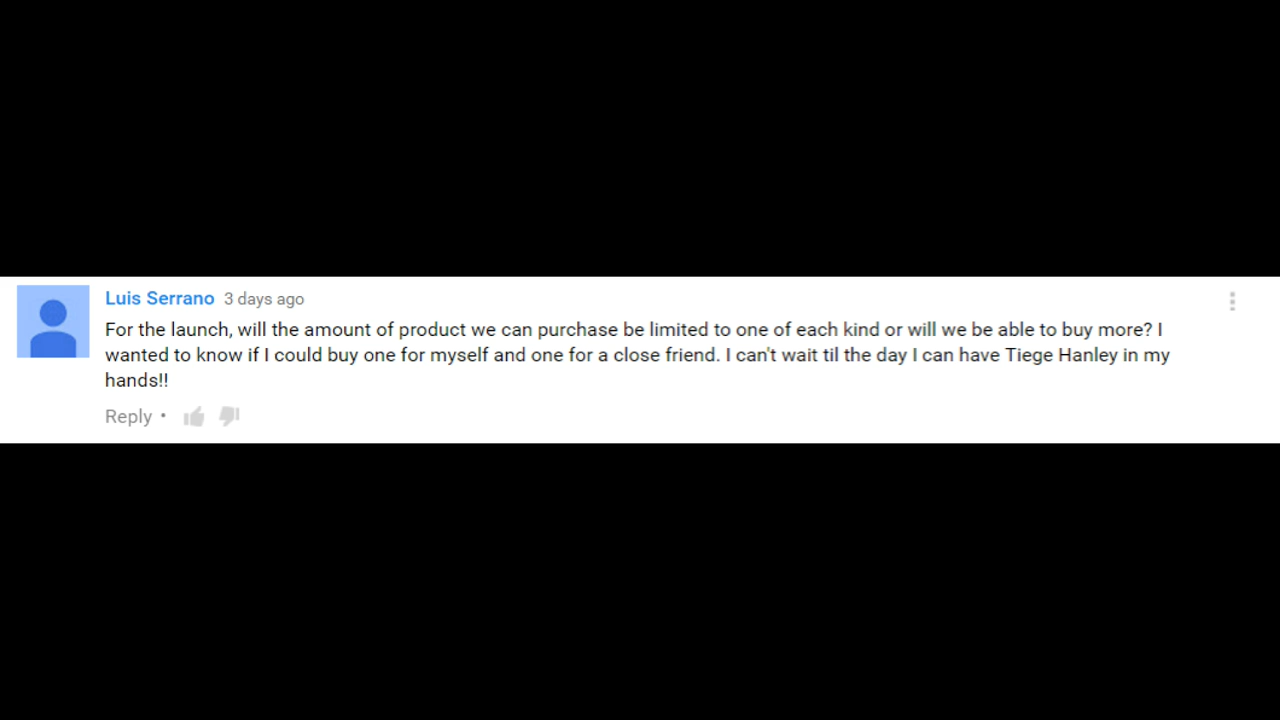 Luis Serrano 3 days ago
For the launch, will the amount of product we can purchase be limited to one of each kind or will we be able to buy more? I
wanted to know if I could buy one for myself and one for a close friend. I can't wait til the day I can have Tiege Hanley in my
hands!!
Reply •